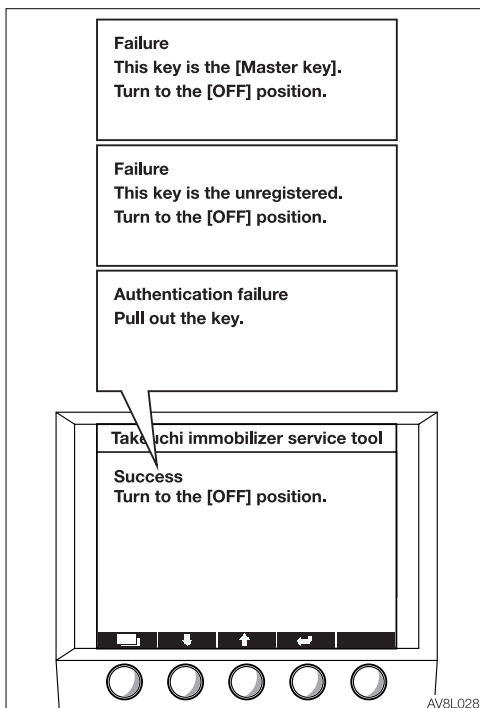 Failure
This key is the [Master key].
Turn to the [OFF] position.
Failure
This key is the unregistered.
Turn to the [OFF] position.
Authentication failure
Pull out the key.
Takeuchi immobilizer service tool
Success
Turn to the [OFF] position.
AV8L028